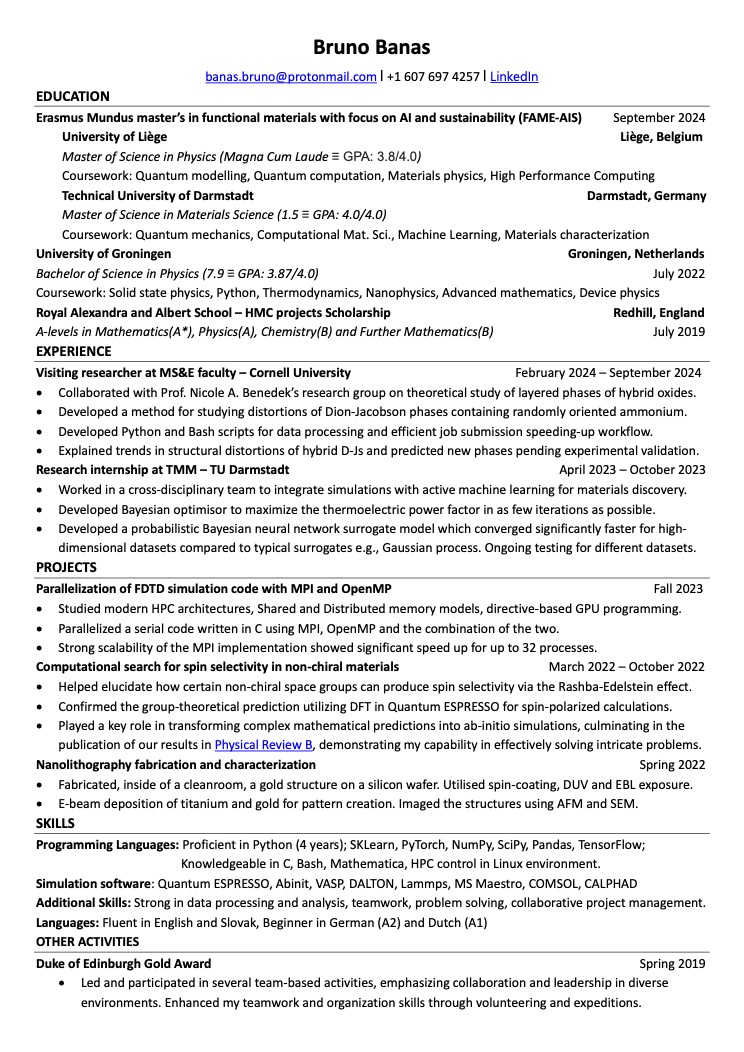 Bruno Banas
banas.bruno@protonmail.com | +1 607 697 4257 | LinkedIn
EDUCATION
Erasmus Mundus master's in functional materials with focus on AI and sustainability (FAME-AIS) September 2024
University of Liège Liège, Belgium
Master of Science in Physics (Magna Cum Laude ≡ GPA: 3.8/4.0)
Coursework: Quantum modelling, Quantum computation, Materials physics, High Performance Computing
Technical University of Darmstadt Darmstadt, Germany
Master of Science in Materials Science (1.5 ≡ GPA: 4.0/4.0)
Coursework: Quantum mechanics, Computational Mat. Sci., Machine Learning, Materials characterization
University of Groningen Groningen, Netherlands
Bachelor of Science in Physics (7.9 ≡ GPA: 3.87/4.0) July 2022
Coursework: Solid state physics, Python, Thermodynamics, Nanophysics, Advanced mathematics, Device physics
Royal Alexandra and Albert School – HMC projects Scholarship Redhill, England
A-levels in Mathematics(A*), Physics(A), Chemistry(B) and Further Mathematics(B) July 2019
EXPERIENCE
Visiting researcher at MS&E faculty – Cornell University February 2024 – September 2024
• Collaborated with Prof. Nicole A. Benedek's research group on theoretical study of layered phases of hybrid oxides.
• Developed a method for studying distortions of Dion-Jacobson phases containing randomly oriented ammonium.
• Developed Python and Bash scripts for data processing and efficient job submission speeding-up workflow.
• Explained trends in structural distortions of hybrid D-Js and predicted new phases pending experimental validation.
Research internship at TMM – TU Darmstadt April 2023 – October 2023
• Worked in a cross-disciplinary team to integrate simulations with active machine learning for materials discovery.
• Developed Bayesian optimisor to maximize the thermoelectric power factor in as few iterations as possible.
• Developed a probabilistic Bayesian neural network surrogate model which converged significantly faster for high-
dimensional datasets compared to typical surrogates e.g., Gaussian process. Ongoing testing for different datasets.
PROJECTS
Parallelization of FDTD simulation code with MPI and OpenMP Fall 2023
• Studied modern HPC architectures, Shared and Distributed memory models, directive-based GPU programming.
• Parallelized a serial code written in C using MPI, OpenMP and the combination of the two.
• Strong scalability of the MPI implementation showed significant speed up for up to 32 processes.
Computational search for spin selectivity in non-chiral materials March 2022 – October 2022
• Helped elucidate how certain non-chiral space groups can produce spin selectivity via the Rashba-Edelstein effect.
• Confirmed the group-theoretical prediction utilizing DFT in Quantum ESPRESSO for spin-polarized calculations.
• Played a key role in transforming complex mathematical predictions into ab-initio simulations, culminating in the
publication of our results in Physical Review B, demonstrating my capability in effectively solving intricate problems.
Nanolithography fabrication and characterization Spring 2022
• Fabricated, inside of a cleanroom, a gold structure on a silicon wafer. Utilised spin-coating, DUV and EBL exposure.
• E-beam deposition of titanium and gold for pattern creation. Imaged the structures using AFM and SEM.
SKILLS
Programming Languages: Proficient in Python (4 years); SKLearn, PyTorch, NumPy, SciPy, Pandas, TensorFlow;
Knowledgeable in C, Bash, Mathematica, HPC control in Linux environment.
Simulation software: Quantum ESPRESSO, Abinit, VASP, DALTON, Lammps, MS Maestro, COMSOL, CALPHAD
Additional Skills: Strong in data processing and analysis, teamwork, problem solving, collaborative project management.
Languages: Fluent in English and Slovak, Beginner in German (A2) and Dutch (A1)
OTHER ACTIVITIES
Duke of Edinburgh Gold Award Spring 2019
• Led and participated in several team-based activities, emphasizing collaboration and leadership in diverse
environments. Enhanced my teamwork and organization skills through volunteering and expeditions.